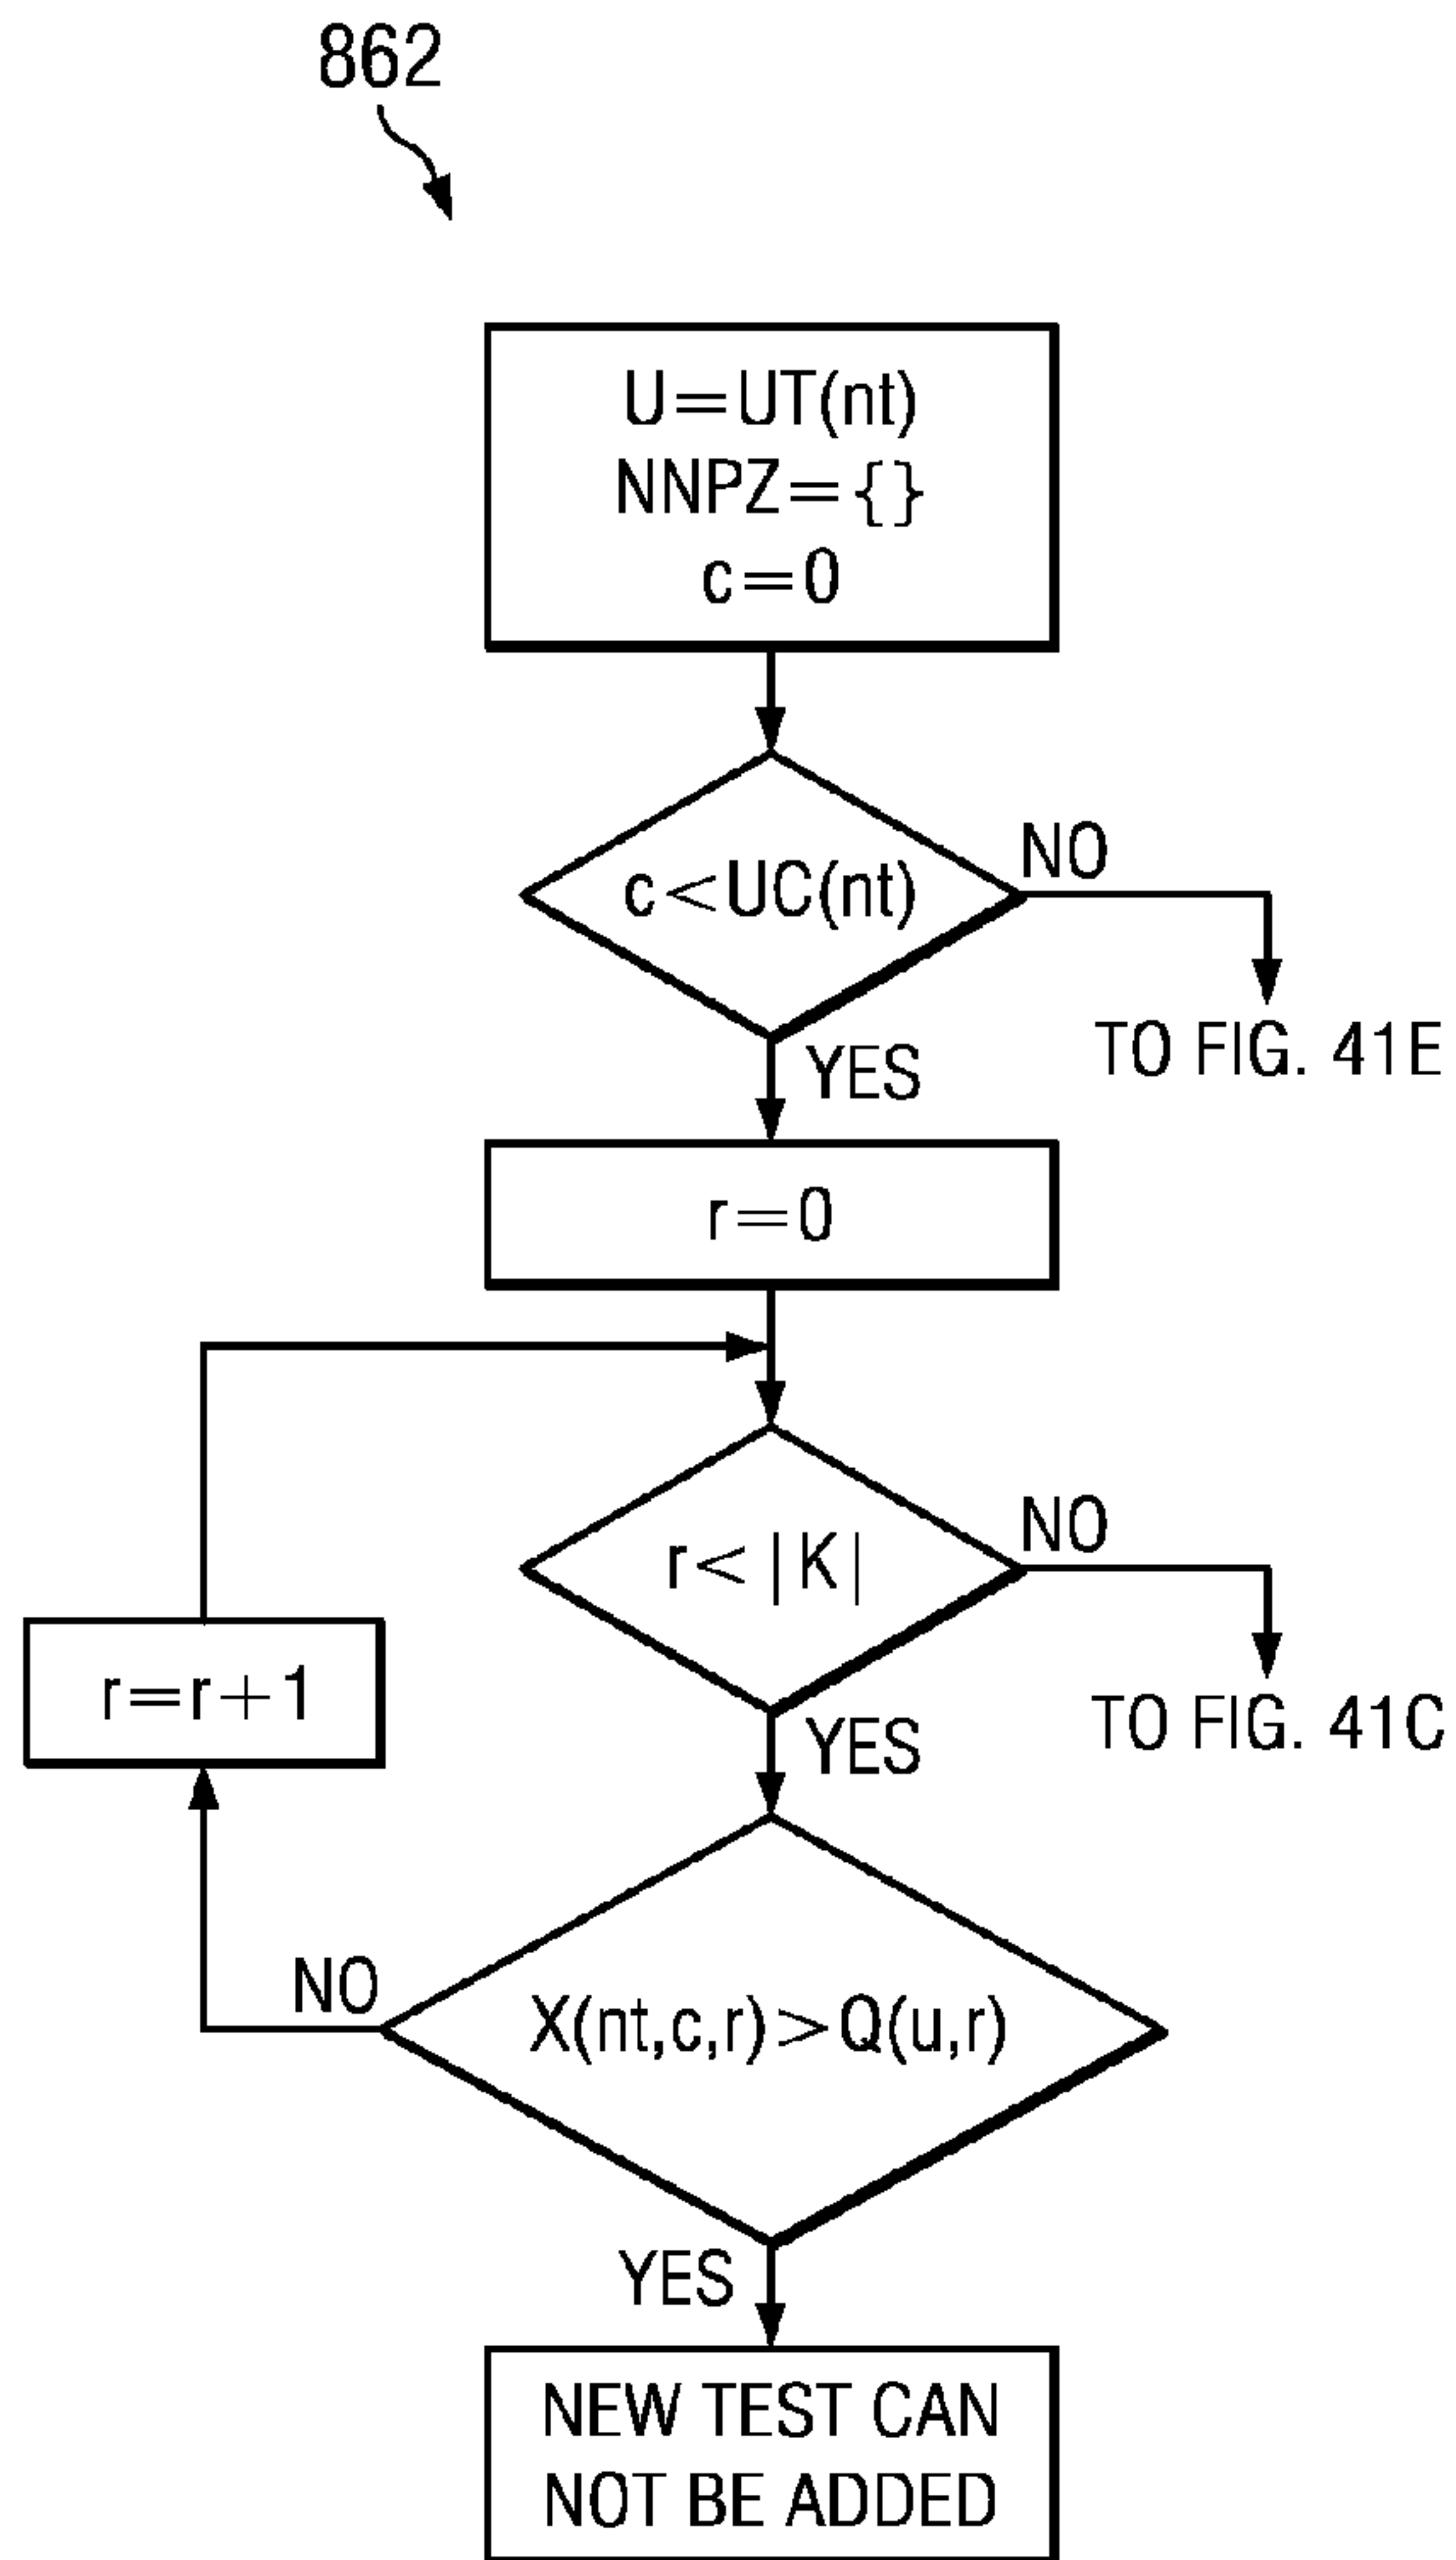 862
U=UT(nt)
NNPZ={}
c=0
c<UC(nt)
NO
TO FIG. 41E
YES
r=0
r<|K|
NO
TO FIG. 41C
r=r+1
YES
NO
X(nt,c,r)>Q(u,r)
YES
NEW TEST CAN
NOT BE ADDED